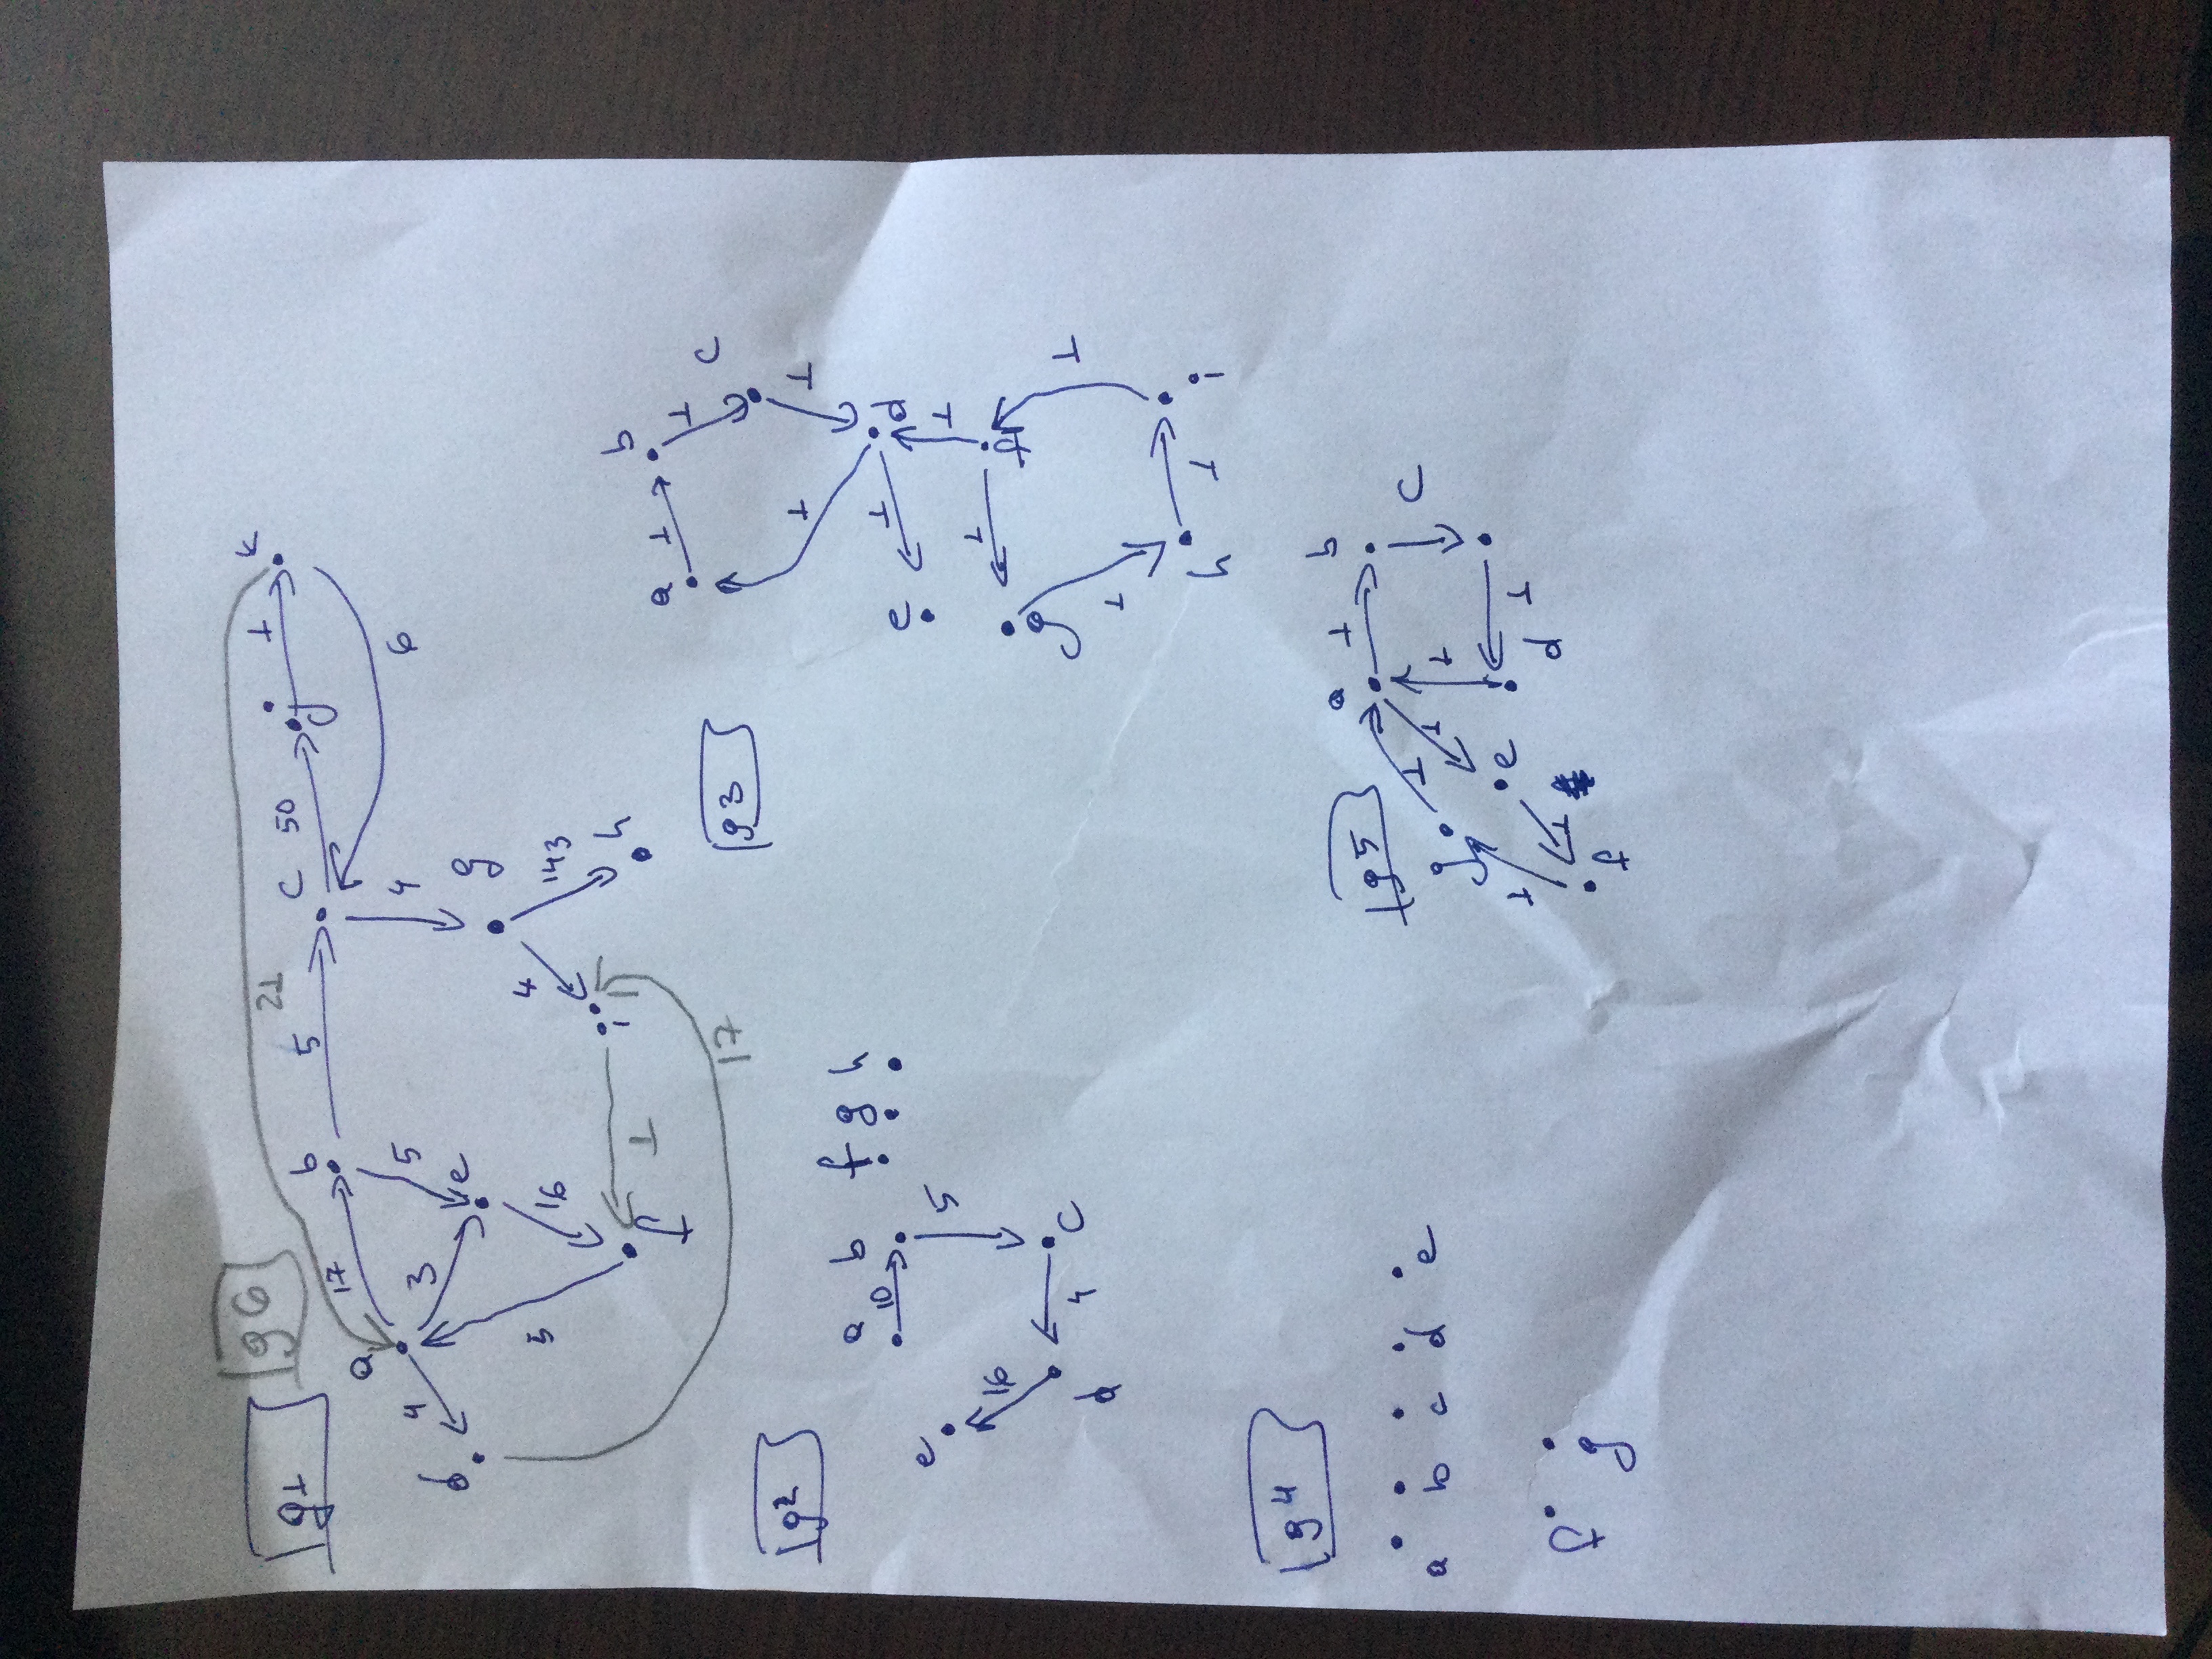 g1 g6
21 k
b 5 c 50 j 1
a 17
4 3 5 4 6
d e g
5 16 4 143
i h
f 1
17
g3
a 1 b
1 c
1 1
e 1 d
1 1
g f
1 1
h 1 i
g2
a 10 b f g h
e 5
16
d 4 c
g4
a b c d e
f g
g5
a 1 b
g 1 1 1 c
1 e
d 1
1
f